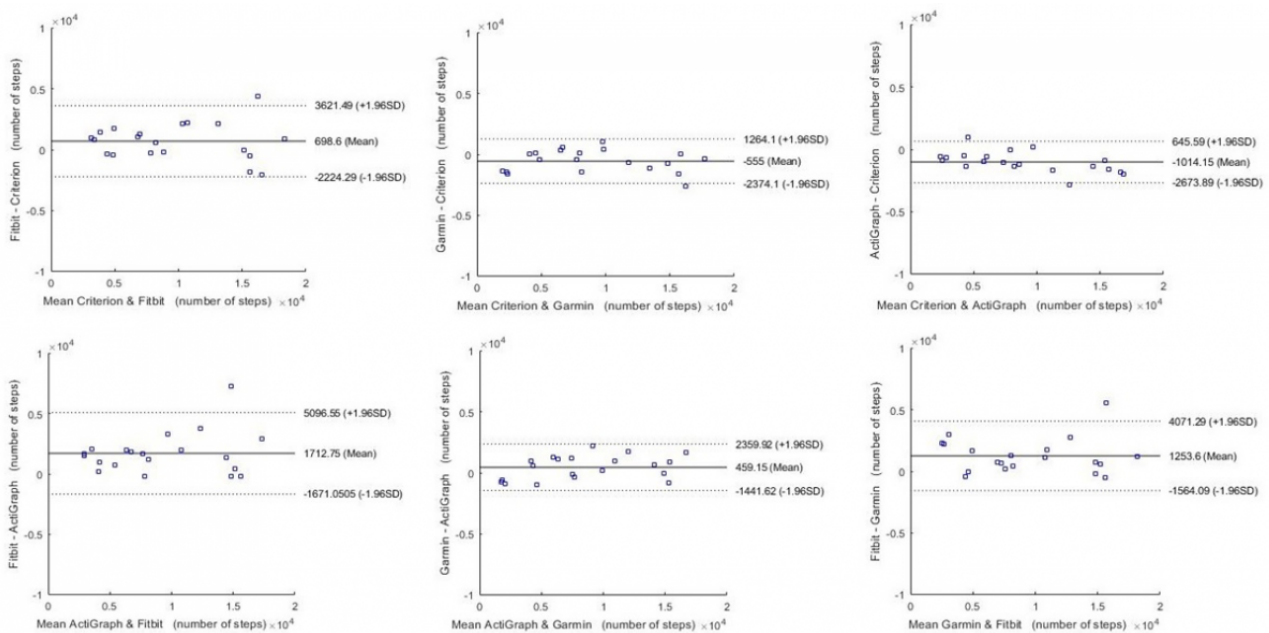 ×10⁴
1
0.5
0
-0.5
-1
Fitbit - Criterion (number of steps)
3621.49 (+1.96SD)
698.6 (Mean)
-2224.29 (-1.96SD)
0 0.5 1 1.5 2
Mean Criterion & Fitbit (number of steps) ×10⁴
×10⁴
1
0.5
0
-0.5
-1
Garmin - Criterion (number of steps)
1264.1 (+1.96SD)
-555 (Mean)
-2374.1 (-1.96SD)
0 0.5 1 1.5 2
Mean Criterion & Garmin (number of steps) ×10⁴
×10⁴
1
0.5
0
-0.5
-1
ActiGraph - Criterion (number of steps)
645.59 (+1.96SD)
-1014.15 (Mean)
-2673.89 (-1.96SD)
0 0.5 1 1.5 2
Mean Criterion & ActiGraph (number of steps) ×10⁴
×10⁴
1
0.5
0
-0.5
-1
Fitbit - ActiGraph (number of steps)
5096.55 (+1.96SD)
1712.75 (Mean)
-1671.0505 (-1.96SD)
0 0.5 1 1.5 2
Mean ActiGraph & Fitbit (number of steps) ×10⁴
×10⁴
1
0.5
0
-0.5
-1
Garmin - ActiGraph (number of steps)
2359.92 (+1.96SD)
459.15 (Mean)
-1441.62 (-1.96SD)
0 0.5 1 1.5 2
Mean ActiGraph & Garmin (number of steps) ×10⁴
×10⁴
1
0.5
0
-0.5
-1
Fitbit - Garmin (number of steps)
4071.29 (+1.96SD)
1253.6 (Mean)
-1564.09 (-1.96SD)
0 0.5 1 1.5 2
Mean Garmin & Fitbit (number of steps) ×10⁴